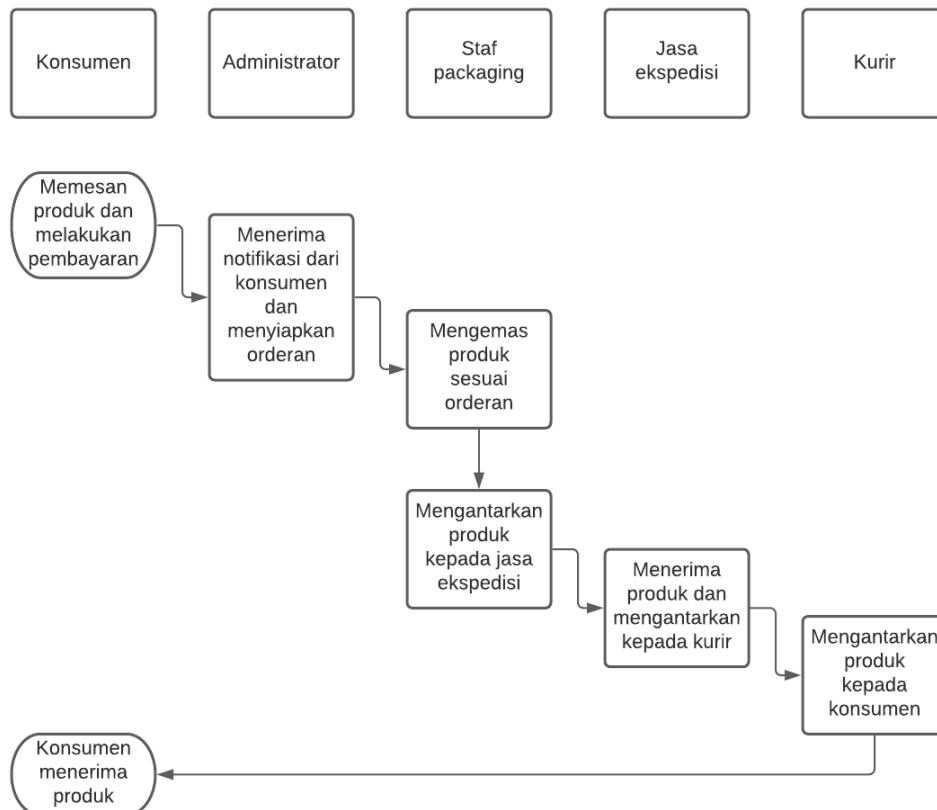 Konsumen
Administrator
Staf
packaging
Jasa
ekspedisi
Kurir
Memesan
produk dan
melakukan
pembayaran
Menerima
notifikasi dari
konsumen
dan
menyiapkan
orderan
Mengemas
produk
sesuai
orderan
Mengantarkan
produk
kepada jasa
ekspedisi
Menerima
produk dan
mengantarkan
kepada kurir
Mengantarkan
produk
kepada
konsumen
Konsumen
menerima
produk